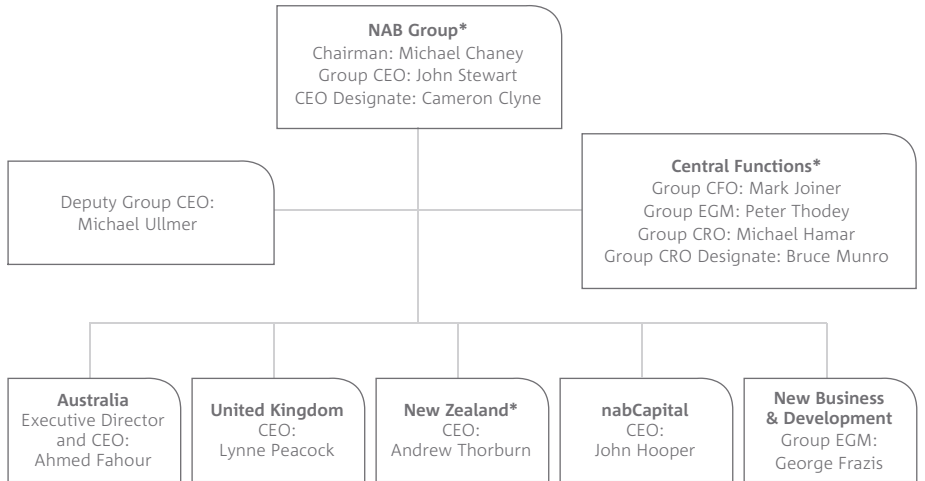 NAB Group*
Chairman: Michael Chaney
Group CEO: John Stewart
CEO Designate: Cameron Clyne
Deputy Group CEO:
Michael Ullmer
Central Functions*
Group CFO: Mark Joiner
Group EGM: Peter Thodey
Group CRO: Michael Hamar
Group CRO Designate: Bruce Munro
Australia
Executive Director
and CEO:
Ahmed Fahour
United Kingdom
CEO:
Lynne Peacock
New Zealand*
CEO:
Andrew Thorburn
nabCapital
CEO:
John Hooper
New Business
& Development
Group EGM:
George Frazis